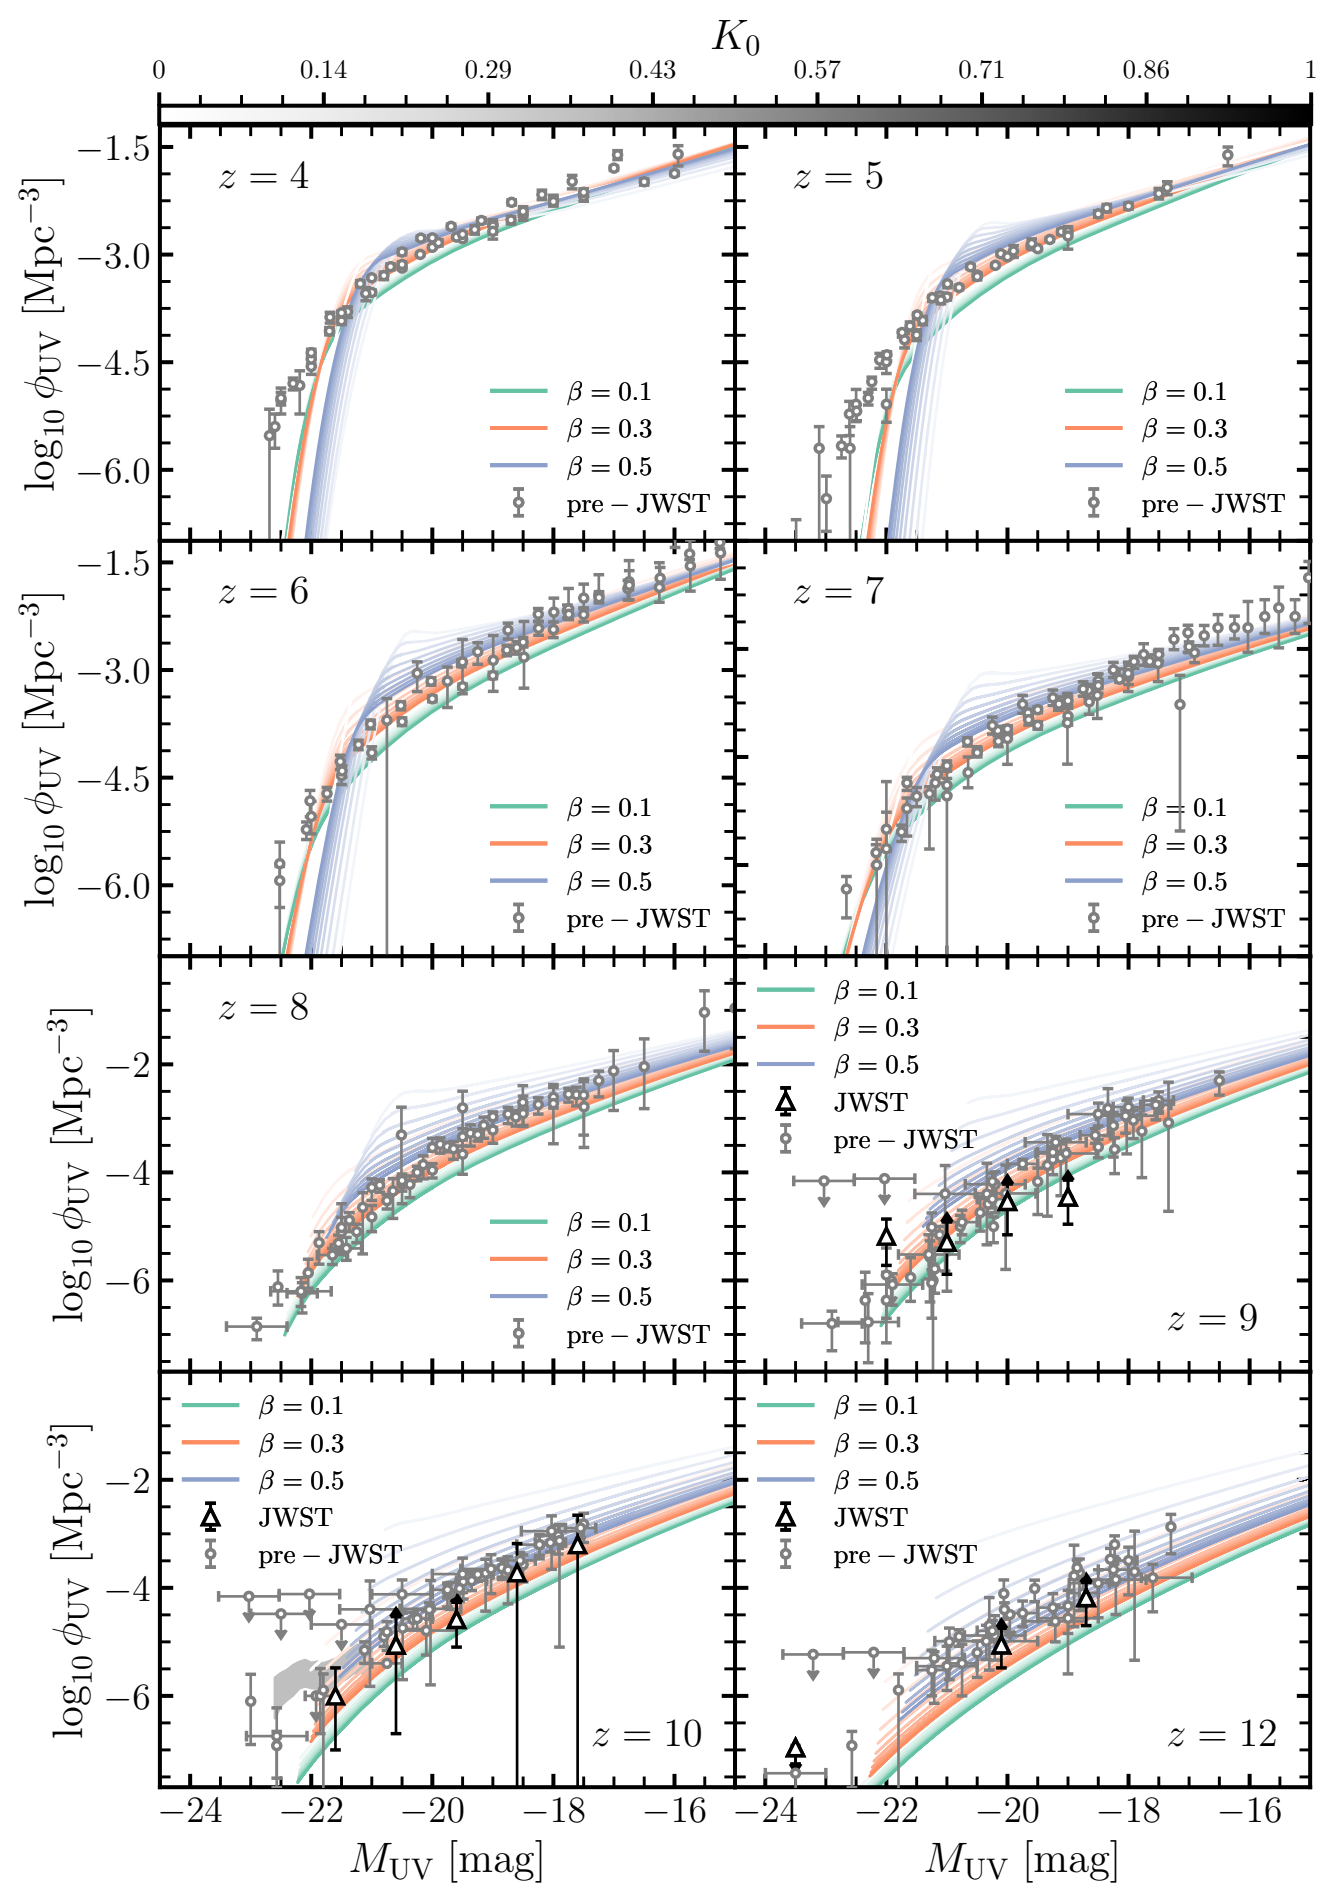 K₀
0 0.14 0.29 0.43 0.57 0.71 0.86 1
log₁₀ ϕ_UV [Mpc⁻³]
−1.5
−3.0
−4.5
−6.0
z = 4
β = 0.1
β = 0.3
β = 0.5
pre − JWST
z = 5
β = 0.1
β = 0.3
β = 0.5
pre − JWST
log₁₀ ϕ_UV [Mpc⁻³]
−1.5
−3.0
−4.5
−6.0
z = 6
β = 0.1
β = 0.3
β = 0.5
pre − JWST
z = 7
β = 0.1
β = 0.3
β = 0.5
pre − JWST
log₁₀ ϕ_UV [Mpc⁻³]
−2
−4
−6
z = 8
β = 0.1
β = 0.3
β = 0.5
pre − JWST
β = 0.1
β = 0.3
β = 0.5
JWST
pre − JWST
z = 9
log₁₀ ϕ_UV [Mpc⁻³]
−2
−4
−6
β = 0.1
β = 0.3
β = 0.5
JWST
pre − JWST
z = 10
β = 0.1
β = 0.3
β = 0.5
JWST
pre − JWST
z = 12
−24 −22 −20 −18 −16
−24 −22 −20 −18 −16
M_UV [mag]
M_UV [mag]